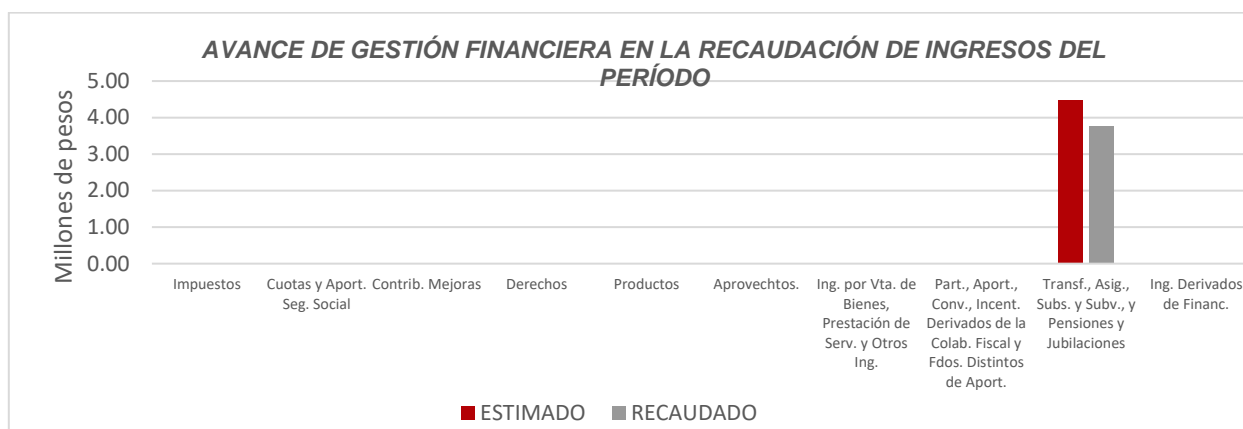 AVANCE DE GESTIÓN FINANCIERA EN LA RECAUDACIÓN DE INGRESOS DEL
PERÍODO
Millones de pesos
5.00
4.00
3.00
2.00
1.00
0.00
Impuestos
Cuotas y Aport.
Seg. Social
Contrib. Mejoras
Derechos
Productos
Aprovechtos.
Ing. por Vta. de
Bienes,
Prestación de
Serv. y Otros
Ing.
Part., Aport.,
Conv., Incent.
Derivados de la
Colab. Fiscal y
Fdos. Distintos
de Aport.
Transf., Asig.,
Subs. y Subv., y
Pensiones y
Jubilaciones
Ing. Derivados
de Financ.
ESTIMADO
RECAUDADO